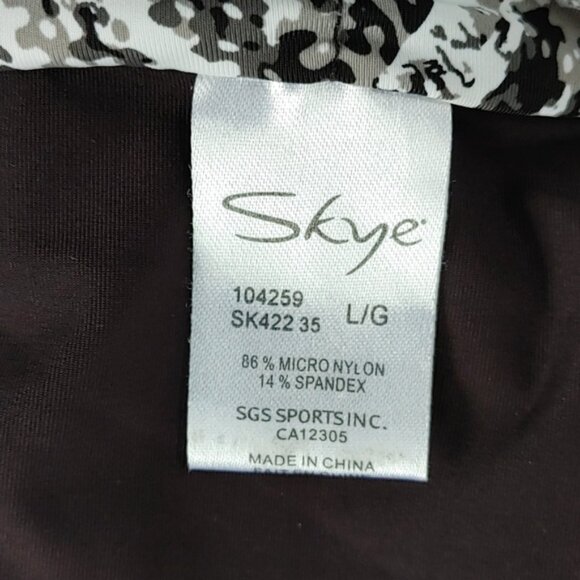 Skye
104259
SK422 35 L/G
86 % MICRO NYLON
14 % SPANDEX
SGS SPORTS INC.
CA12305
MADE IN CHINA